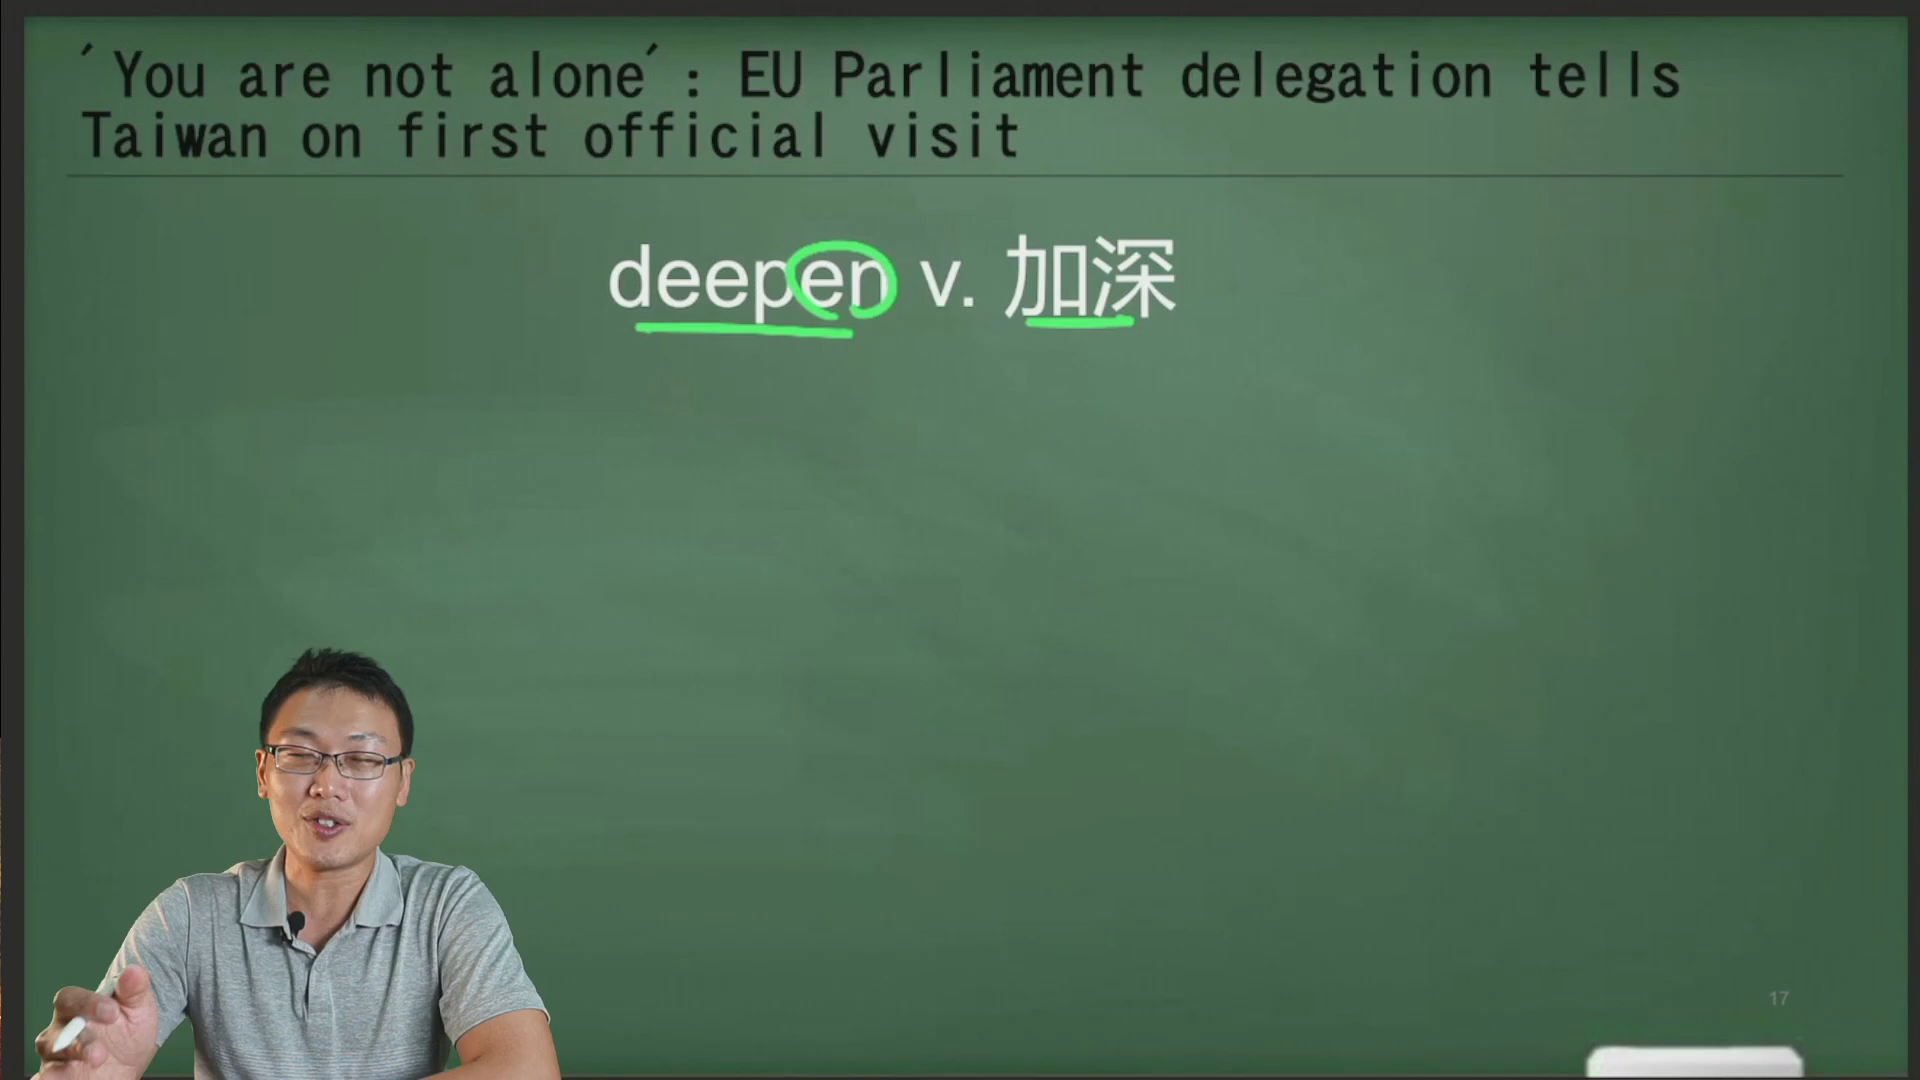 'You are not alone': EU Parliament delegation tells
Taiwan on first official visit
deepen v. 加深
17